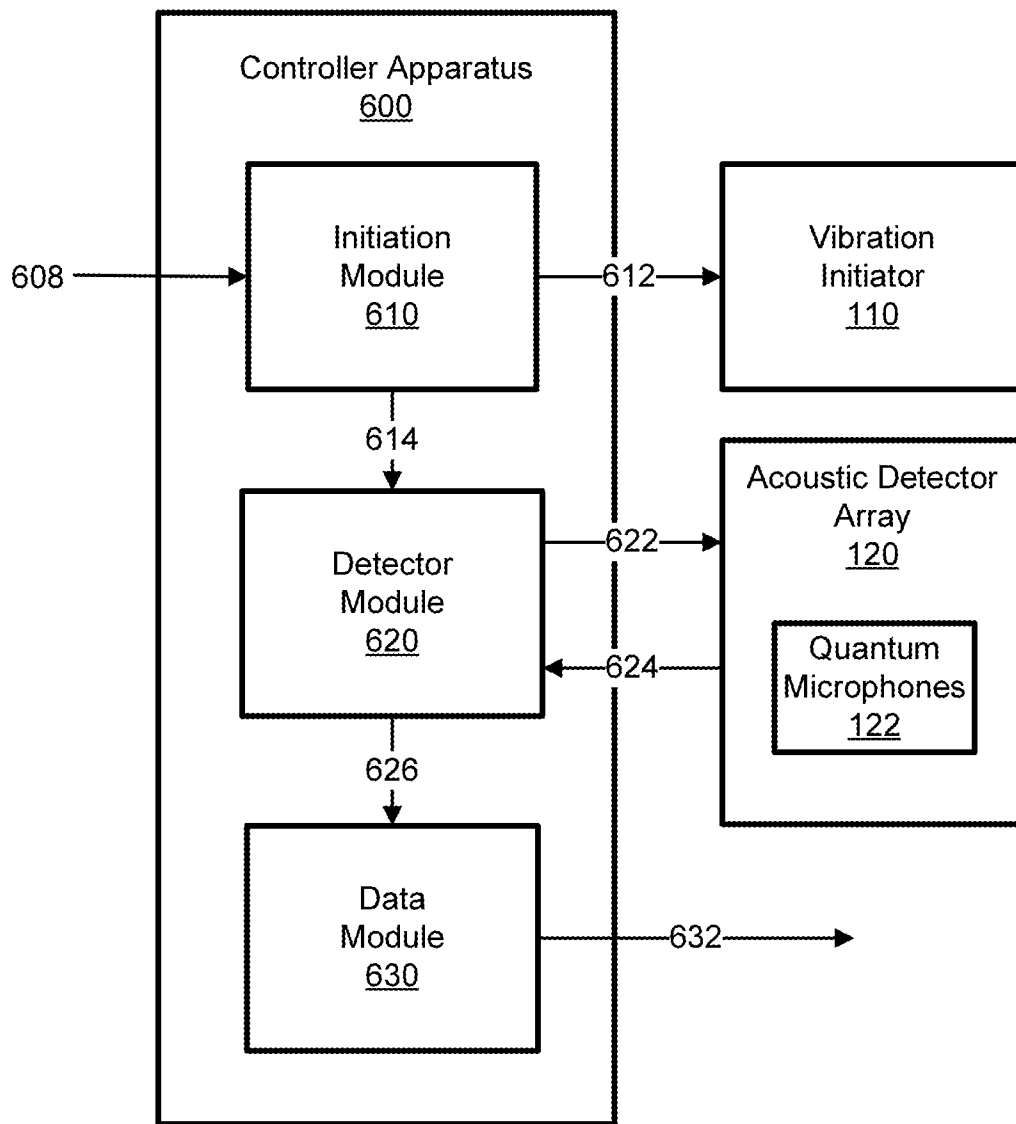 Controller Apparatus
600
Initiation
Module
610
608
612
Vibration
Initiator
110
614
Detector
Module
620
622
624
Acoustic Detector
Array
120
Quantum
Microphones
122
626
Data
Module
630
632